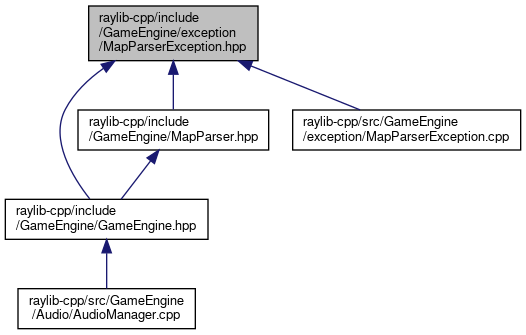 raylib-cpp/include
/GameEngine/exception
/MapParserException.hpp
raylib-cpp/include
/GameEngine/MapParser.hpp
raylib-cpp/src/GameEngine
/exception/MapParserException.cpp
raylib-cpp/include
/GameEngine/GameEngine.hpp
raylib-cpp/src/GameEngine
/Audio/AudioManager.cpp